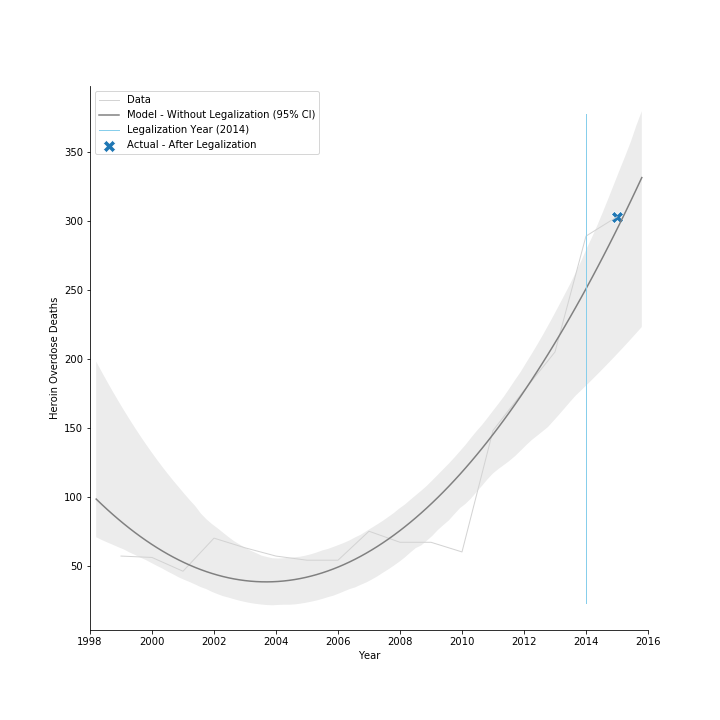 Data
Model - Without Legalization (95% CI)
Legalization Year (2014)
Actual - After Legalization
350
300
250
200
150
100
50
Heroin Overdose Deaths
1998 2000 2002 2004 2006 2008 2010 2012 2014 2016
Year